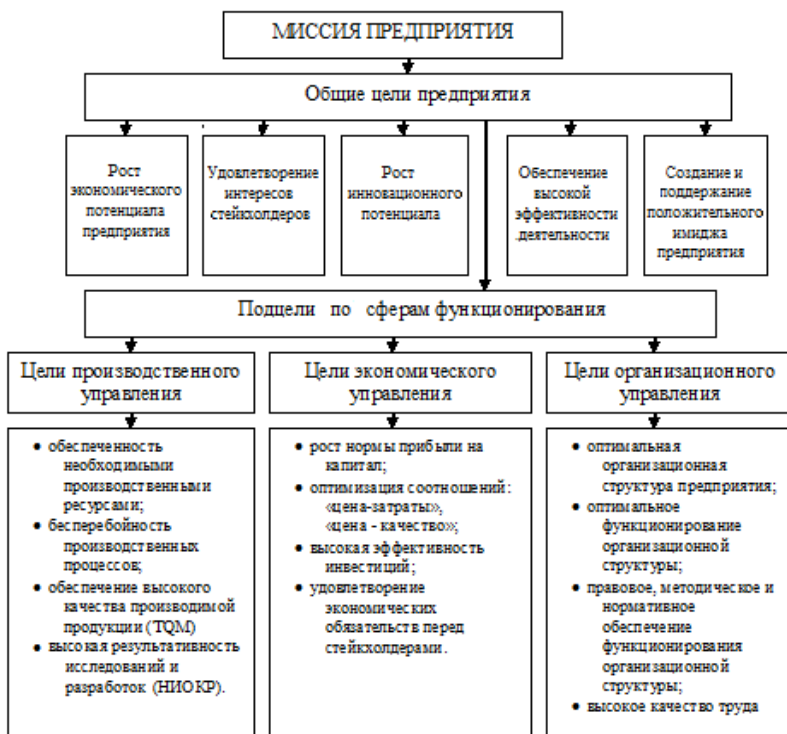 МИССИЯ ПРЕДПРИЯТИЯ
Общие цели предприятия
Рост
экономического
потенциала
предприятия
Удовлетворение
интересов
стейкхолдеров
Рост
инновационного
потенциала
Обеспечение
высокой
эффективности
.деятельности
Создание и
поддержание
положительного
имиджа
предприятия
Подцели по сферам функционирования
Цели производственного
управления
Цели экономического
управления
Цели организационного
управления
• обеспеченность
необходимыми
производственными
ресурсами;
• бесперебойность
производственных
процессов;
• обеспечение высокого
качества производимой
продукции (TQM)
• высокая результативность
исследований и
разработок (НИОКР).
• рост нормы прибыли на
капитал;
• оптимизация соотношений:
«цена-затраты»,
«цена - качество»;
• высокая эффективность
инвестиций;
• удовлетворение
экономических
обязательств перед
стейкхолдерами.
• оптимальная
организационная
структура предприятия;
• оптимальное
функционирование
организационной
структуры;
• правовое, методическое и
нормативное
обеспечение
функционирования
организационной
структуры;
• высокое качество труда